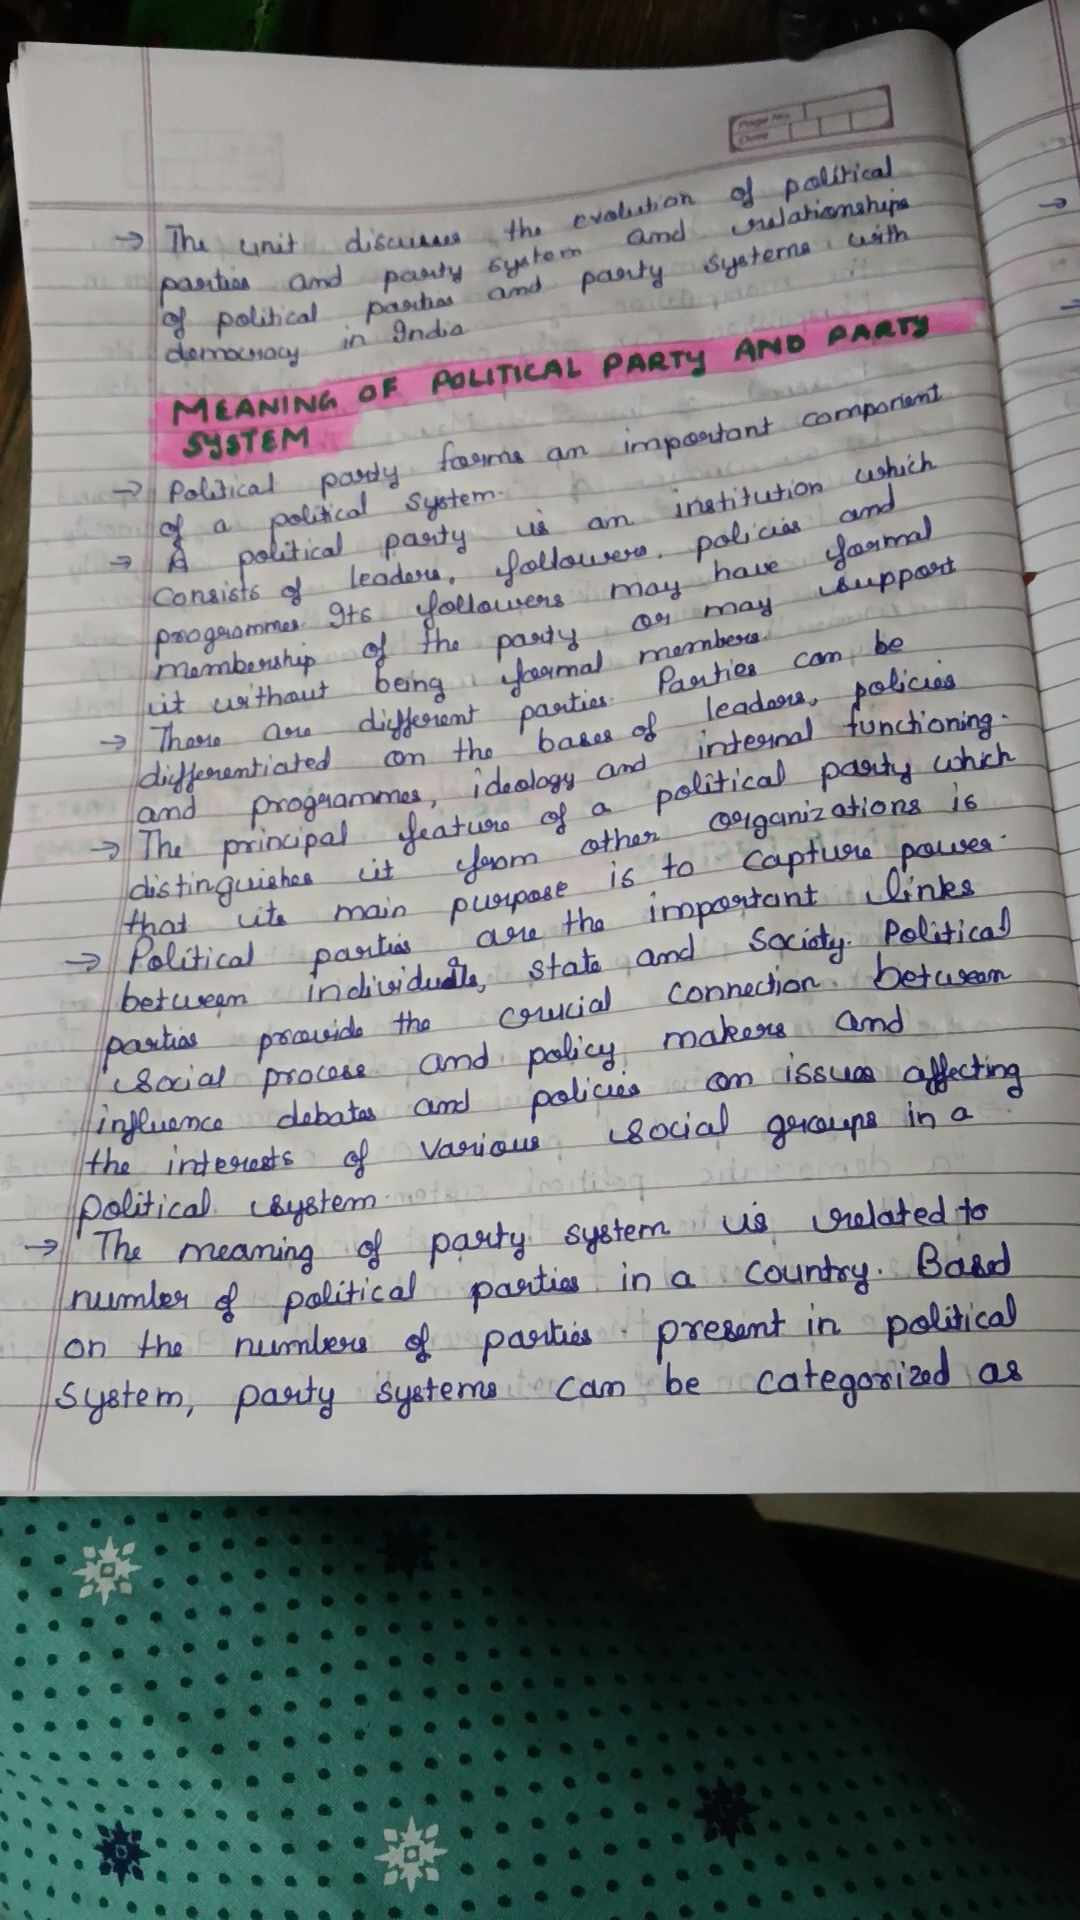 Page No.
Date
→ The unit discusses the evolution of political
parties and party system and relationships
of political parties and party systems with
democracy in India
MEANING OF POLITICAL PARTY AND PARTY
SYSTEM
→ Political party forms an important component
of a political system.
→ A political party is an institution which
consists of leaders, followers, policies and
programmes. Its followers may have formal
membership of the party or may support
it without being formal members.
→ There are different parties. Parties can be
differentiated on the bases of leaders, policies
and programmes, ideology and internal functioning.
→ The principal feature of a political party which
distinguishes it from other organizations is
that its main purpose is to capture power.
→ Political parties are the important links
between individuals, state and society. Political
parties provide the crucial connection between
social process and policy makers and
influence debates and policies on issues affecting
the interests of various social groups in a
political system.
→ The meaning of party system is related to
number of political parties in a country. Based
on the numbers of parties present in political
system, party systems can be categorized as